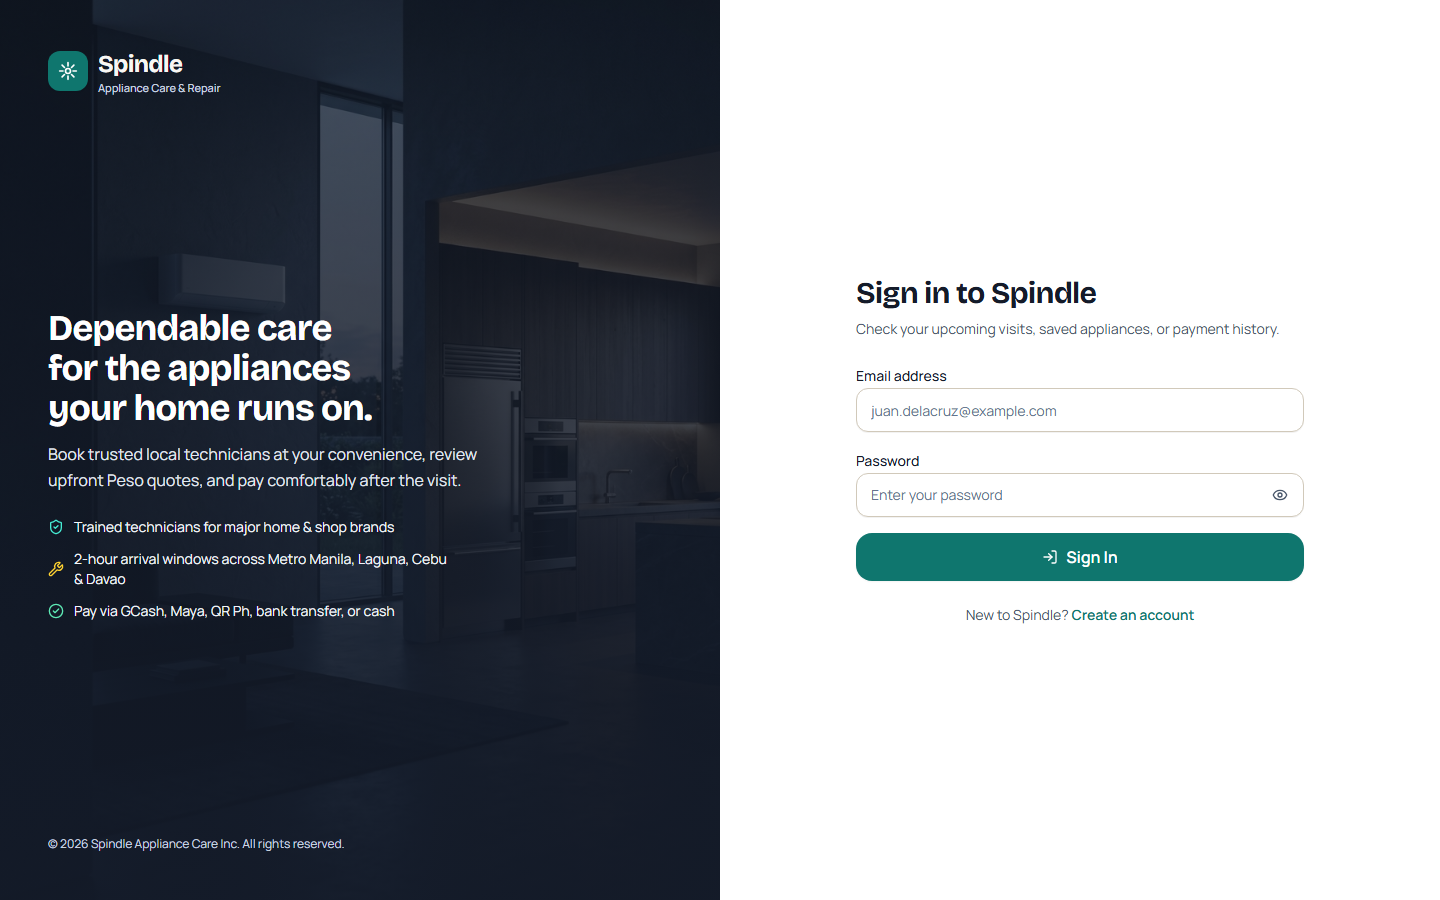 Spindle
Appliance Care & Repair
Dependable care
for the appliances
your home runs on.
Book trusted local technicians at your convenience, review
upfront Peso quotes, and pay comfortably after the visit.
Trained technicians for major home & shop brands
2-hour arrival windows across Metro Manila, Laguna, Cebu
& Davao
Pay via GCash, Maya, QR Ph, bank transfer, or cash
© 2026 Spindle Appliance Care Inc. All rights reserved.
Sign in to Spindle
Check your upcoming visits, saved appliances, or payment history.
Email address
juan.delacruz@example.com
Password
Enter your password
Sign In
New to Spindle? Create an account